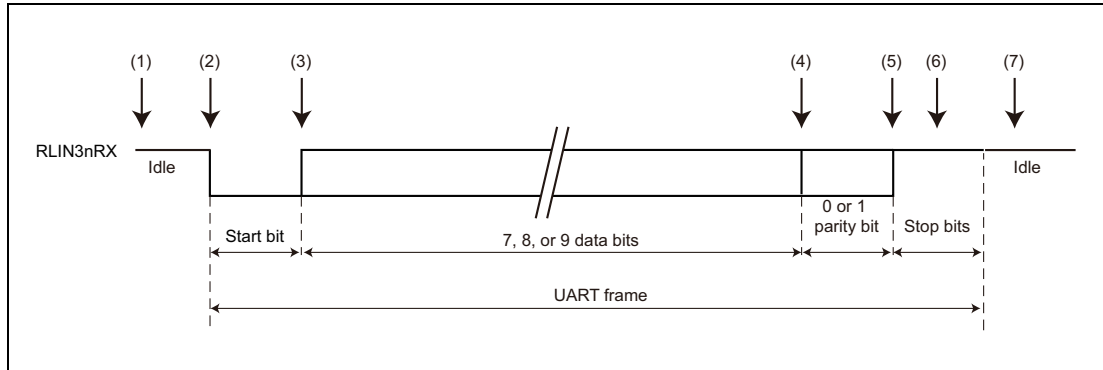 (1) (2) (3) (4) (5) (6) (7)
RLIN3nRX
Idle
Idle
0 or 1
parity bit
Start bit
7, 8, or 9 data bits
Stop bits
UART frame